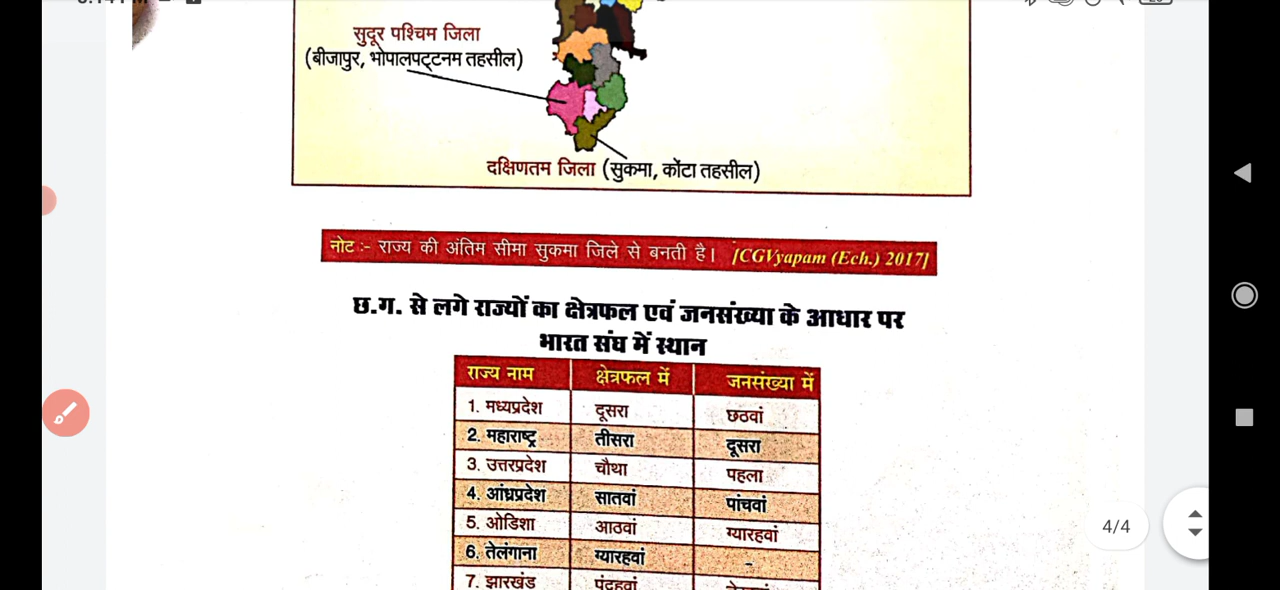 सुदूर पश्चिम जिला
(बीजापुर, भोपालपट्टनम तहसील)
दक्षिणतम जिला (सुकमा, कोंटा तहसील)
नोट :- राज्य की अंतिम सीमा सुकमा जिले से बनती है। [CGVyapam (Ech.) 2017]
छ.ग. से लगे राज्यों का क्षेत्रफल एवं जनसंख्या के आधार पर
भारत संघ में स्थान
राज्य नाम क्षेत्रफल में जनसंख्या में
1. मध्यप्रदेश दूसरा छठवां
2. महाराष्ट्र तीसरा दूसरा
3. उत्तरप्रदेश चौथा पहला
4. आंध्रप्रदेश सातवां पांचवां
5. ओडिशा आठवां ग्यारहवां
6. तेलंगाना ग्यारहवां -
7. झारखंड पंद्रहवां
4/4